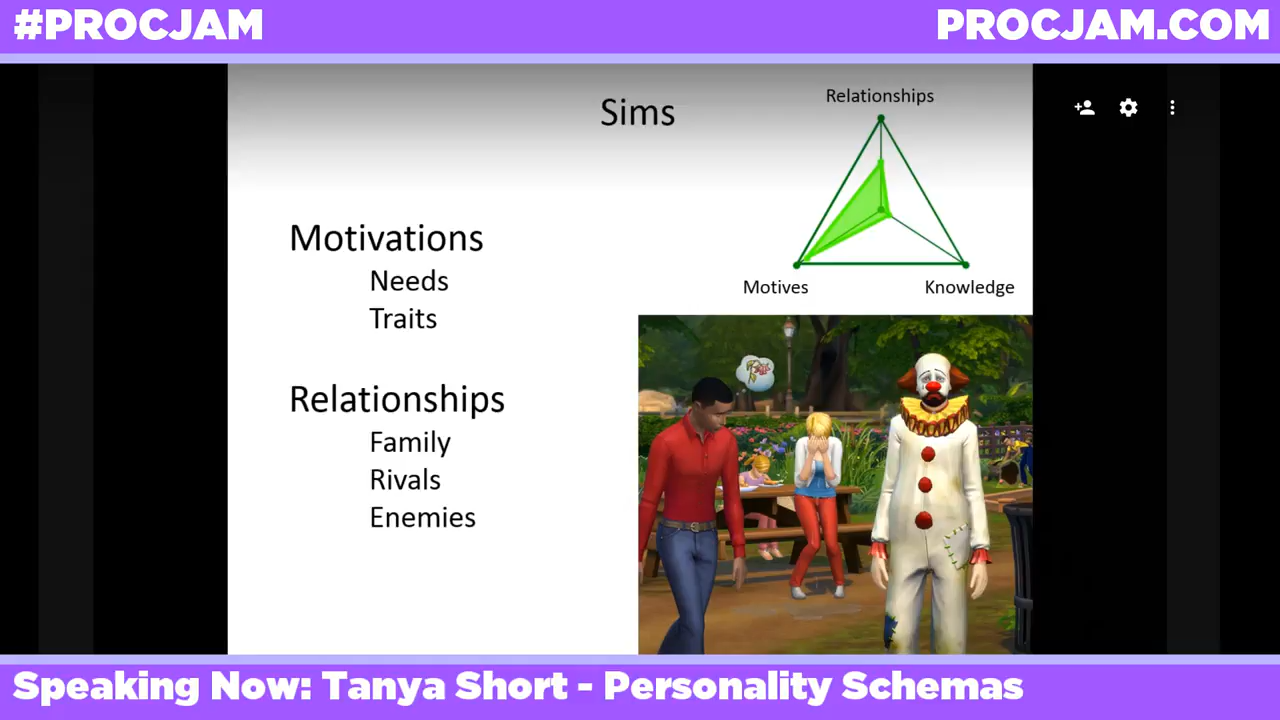 #PROCJAM
PROCJAM.COM
Sims
Relationships
Motives
Knowledge
Motivations
Needs
Traits
Relationships
Family
Rivals
Enemies
Speaking Now: Tanya Short - Personality Schemas